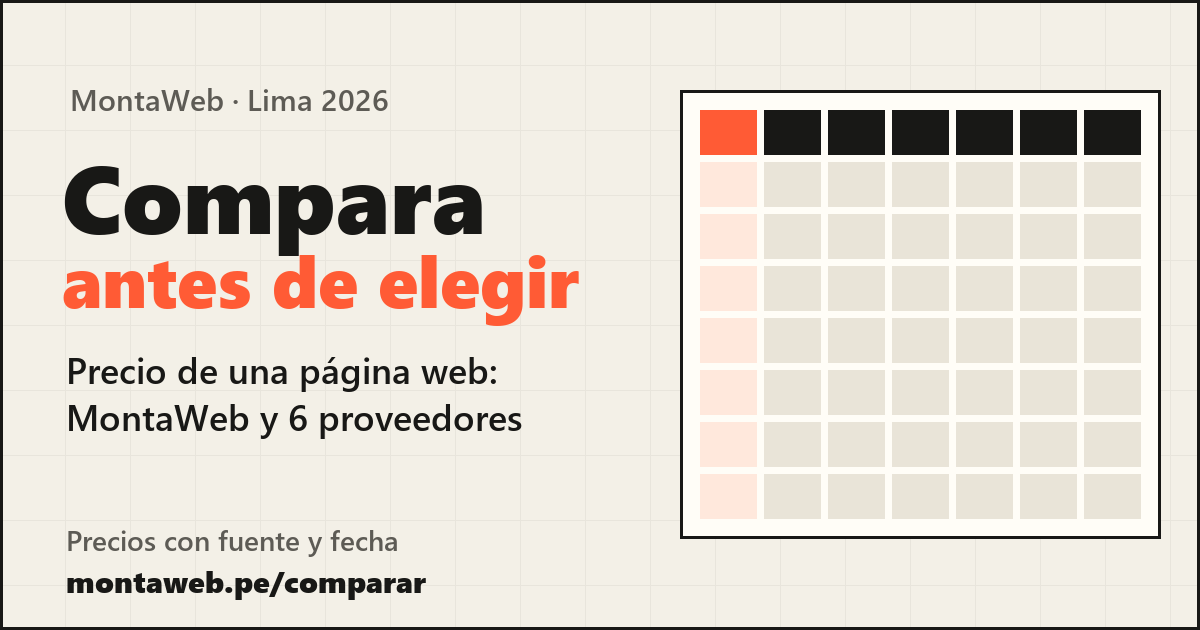 MontaWeb · Lima 2026
Compara
antes de elegir
Precio de una página web:
MontaWeb y 6 proveedores
Precios con fuente y fecha
montaweb.pe/comparar